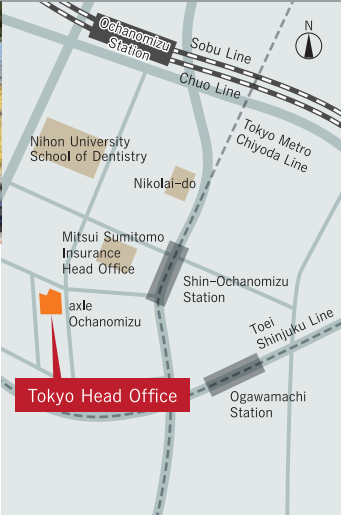 N
Ochanomizu
Station
Sobu Line
Chuo Line
Tokyo Metro
Chiyoda Line
Nihon University
School of Dentistry
Nikolai-do
Mitsui Sumitomo
Insurance
Head Office
Shin-Ochanomizu
Station
axle
Ochanomizu
Toei
Shinjuku Line
Tokyo Head Office
Ogawamachi
Station